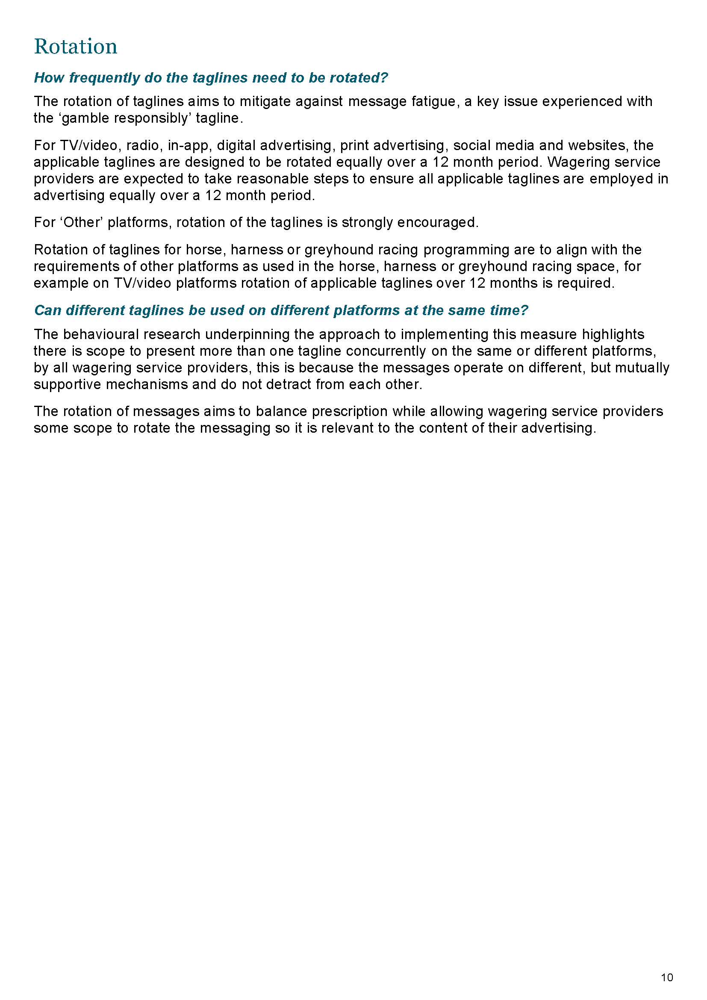 Rotation
How frequently do the taglines need to be rotated?
The rotation of taglines aims to mitigate against message fatigue, a key issue experienced with
the ‘gamble responsibly’ tagline.
For TV/video, radio, in-app, digital advertising, print advertising, social media and websites, the
applicable taglines are designed to be rotated equally over a 12 month period. Wagering service
providers are expected to take reasonable steps to ensure all applicable taglines are employed in
advertising equally over a 12 month period.
For ‘Other’ platforms, rotation of the taglines is strongly encouraged.
Rotation of taglines for horse, harness or greyhound racing programming are to align with the
requirements of other platforms as used in the horse, harness or greyhound racing space, for
example on TV/video platforms rotation of applicable taglines over 12 months is required.
Can different taglines be used on different platforms at the same time?
The behavioural research underpinning the approach to implementing this measure highlights
there is scope to present more than one tagline concurrently on the same or different platforms,
by all wagering service providers, this is because the messages operate on different, but mutually
supportive mechanisms and do not detract from each other.
The rotation of messages aims to balance prescription while allowing wagering service providers
some scope to rotate the messaging so it is relevant to the content of their advertising.
10